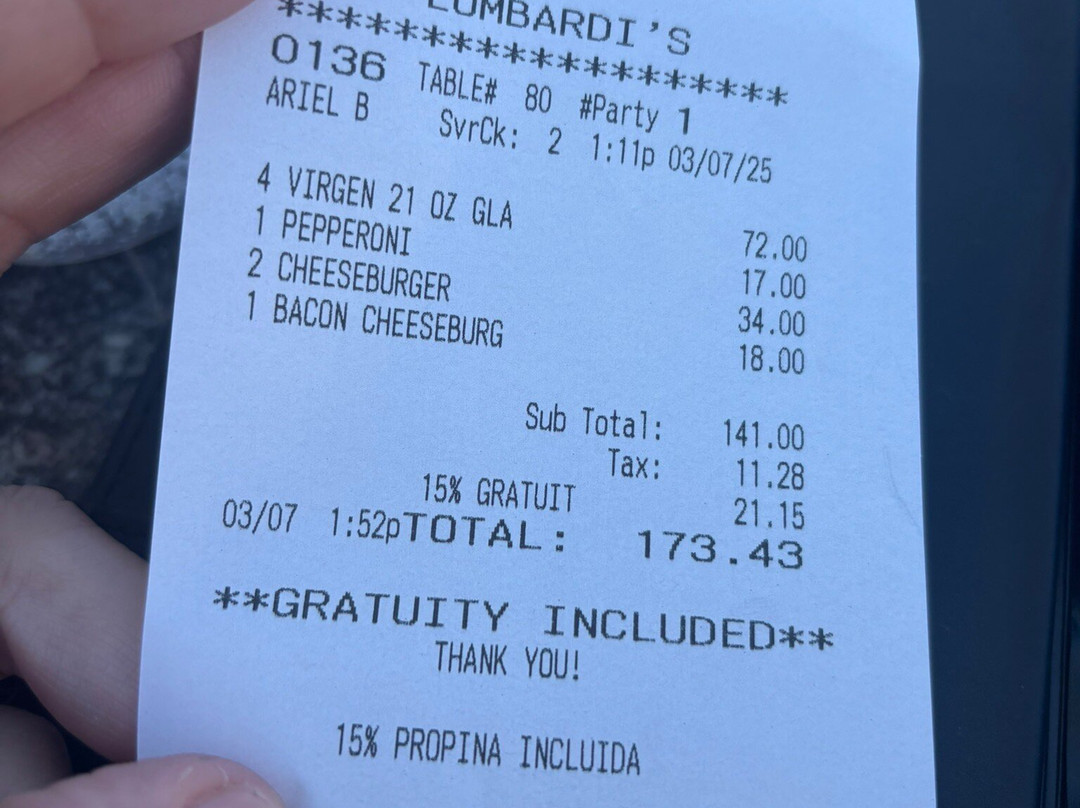 LOMBARDI'S
*********************
0136 TABLE# 80 #Party 1
ARIEL B SvrCk: 2 1:11p 03/07/25
4 VIRGEN 21 OZ GLA 72.00
1 PEPPERONI 17.00
2 CHEESEBURGER 34.00
1 BACON CHEESEBURG 18.00
Sub Total: 141.00
Tax: 11.28
15% GRATUIT 21.15
03/07 1:52pTOTAL: 173.43
**GRATUITY INCLUDED**
THANK YOU!
15% PROPINA INCLUIDA